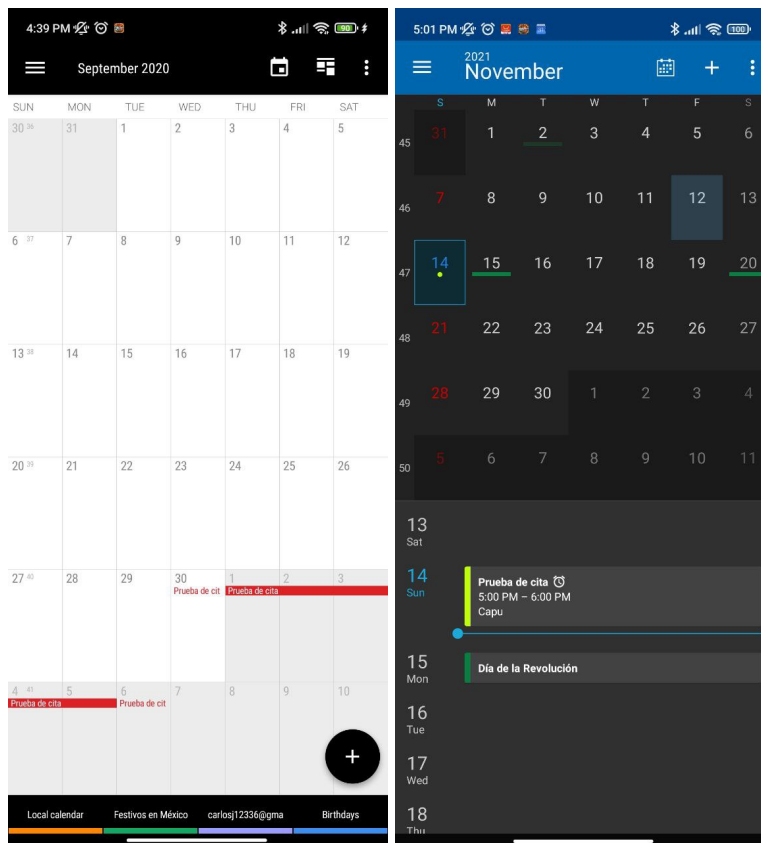 4:39 PM
90
September 2020
SUN MON TUE WED THU FRI SAT
30 36 31 1 2 3 4 5
6 37 7 8 9 10 11 12
13 38 14 15 16 17 18 19
20 39 21 22 23 24 25 26
27 40 28 29 30 1 2 3
Prueba de cit Prueba de cita
4 41 5 6 7 8 9 10
Prueba de cita Prueba de cit
+
Local calendar Festivos en México carlosj12336@gma Birthdays
5:01 PM
100
2021
November
+
S M T W T F S
45 31 1 2 3 4 5 6
46 7 8 9 10 11 12 13
47 14 15 16 17 18 19 20
48 21 22 23 24 25 26 27
49 28 29 30 1 2 3 4
50 5 6 7 8 9 10 11
13
Sat
14
Sun
Prueba de cita
5:00 PM – 6:00 PM
Capu
15
Mon
Día de la Revolución
16
Tue
17
Wed
18
Thu